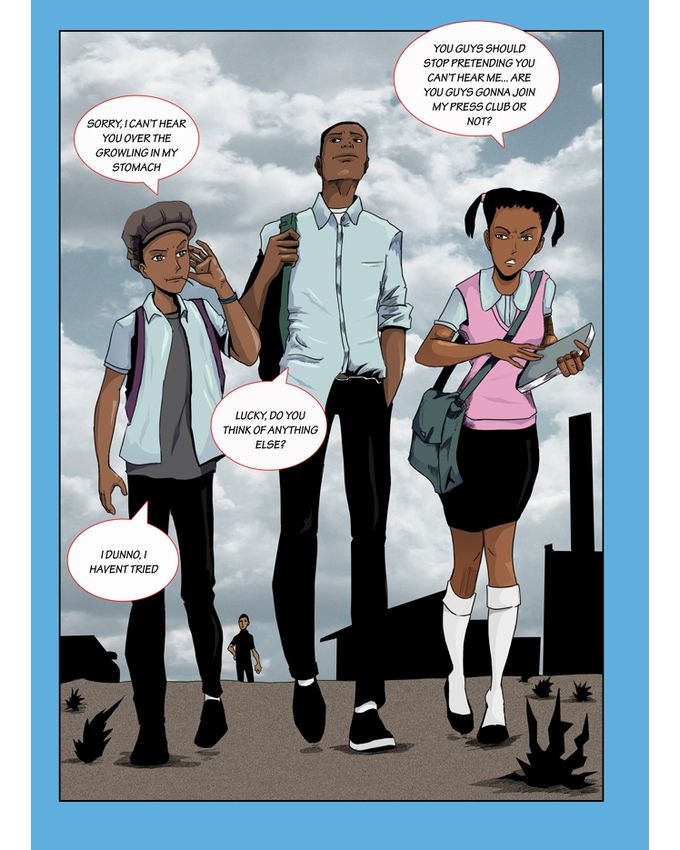 YOU GUYS SHOULD
STOP PRETENDING YOU
CAN'T HEAR ME... ARE
YOU GUYS GONNA JOIN
MY PRESS CLUB OR
NOT?
SORRY, I CAN'T HEAR
YOU OVER THE
GROWLING IN MY
STOMACH
LUCKY, DO YOU
THINK OF ANYTHING
ELSE?
I DUNNO, I
HAVENT TRIED